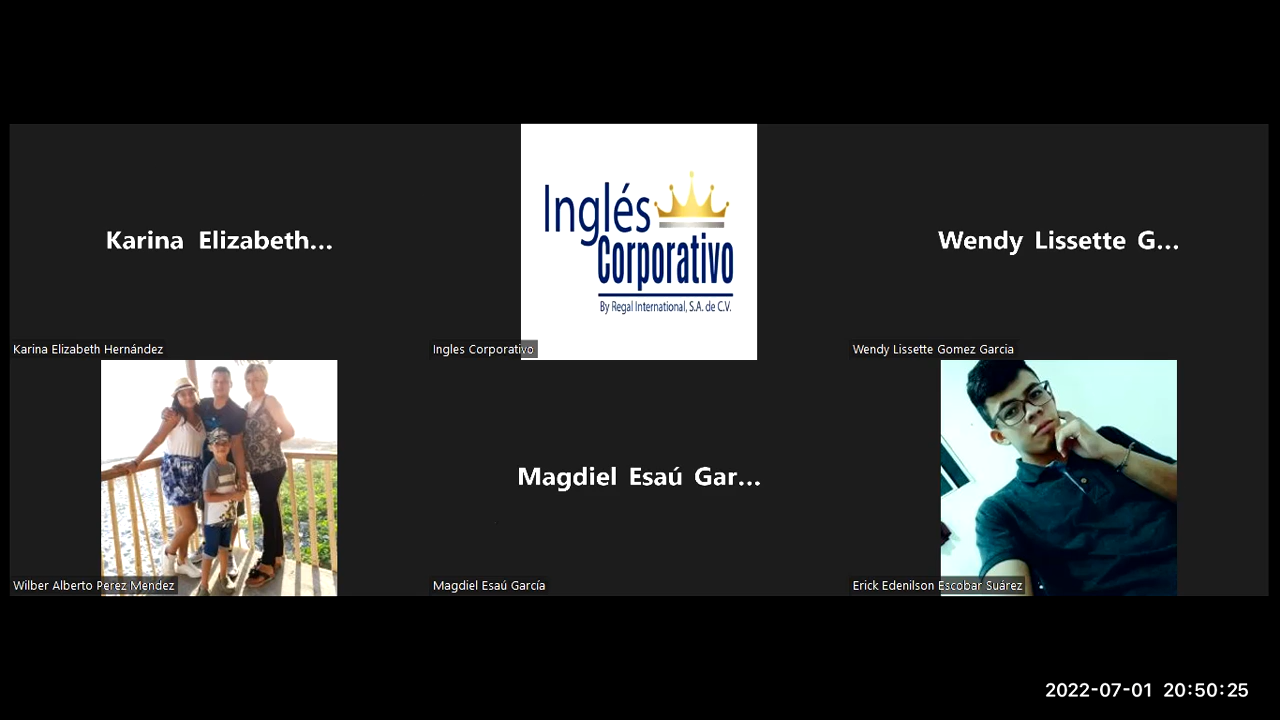 Karina Elizabeth...
Inglés
Corporativo
By Regal International, S.A. de C.V.
Wendy Lissette G...
Karina Elizabeth Hernández
Ingles Corporativo
Wendy Lissette Gomez Garcia
Magdiel Esaú Gar...
Wilber Alberto Perez Mendez
Magdiel Esaú García
Erick Edenilson Escobar Suárez
2022-07-01 20:50:25